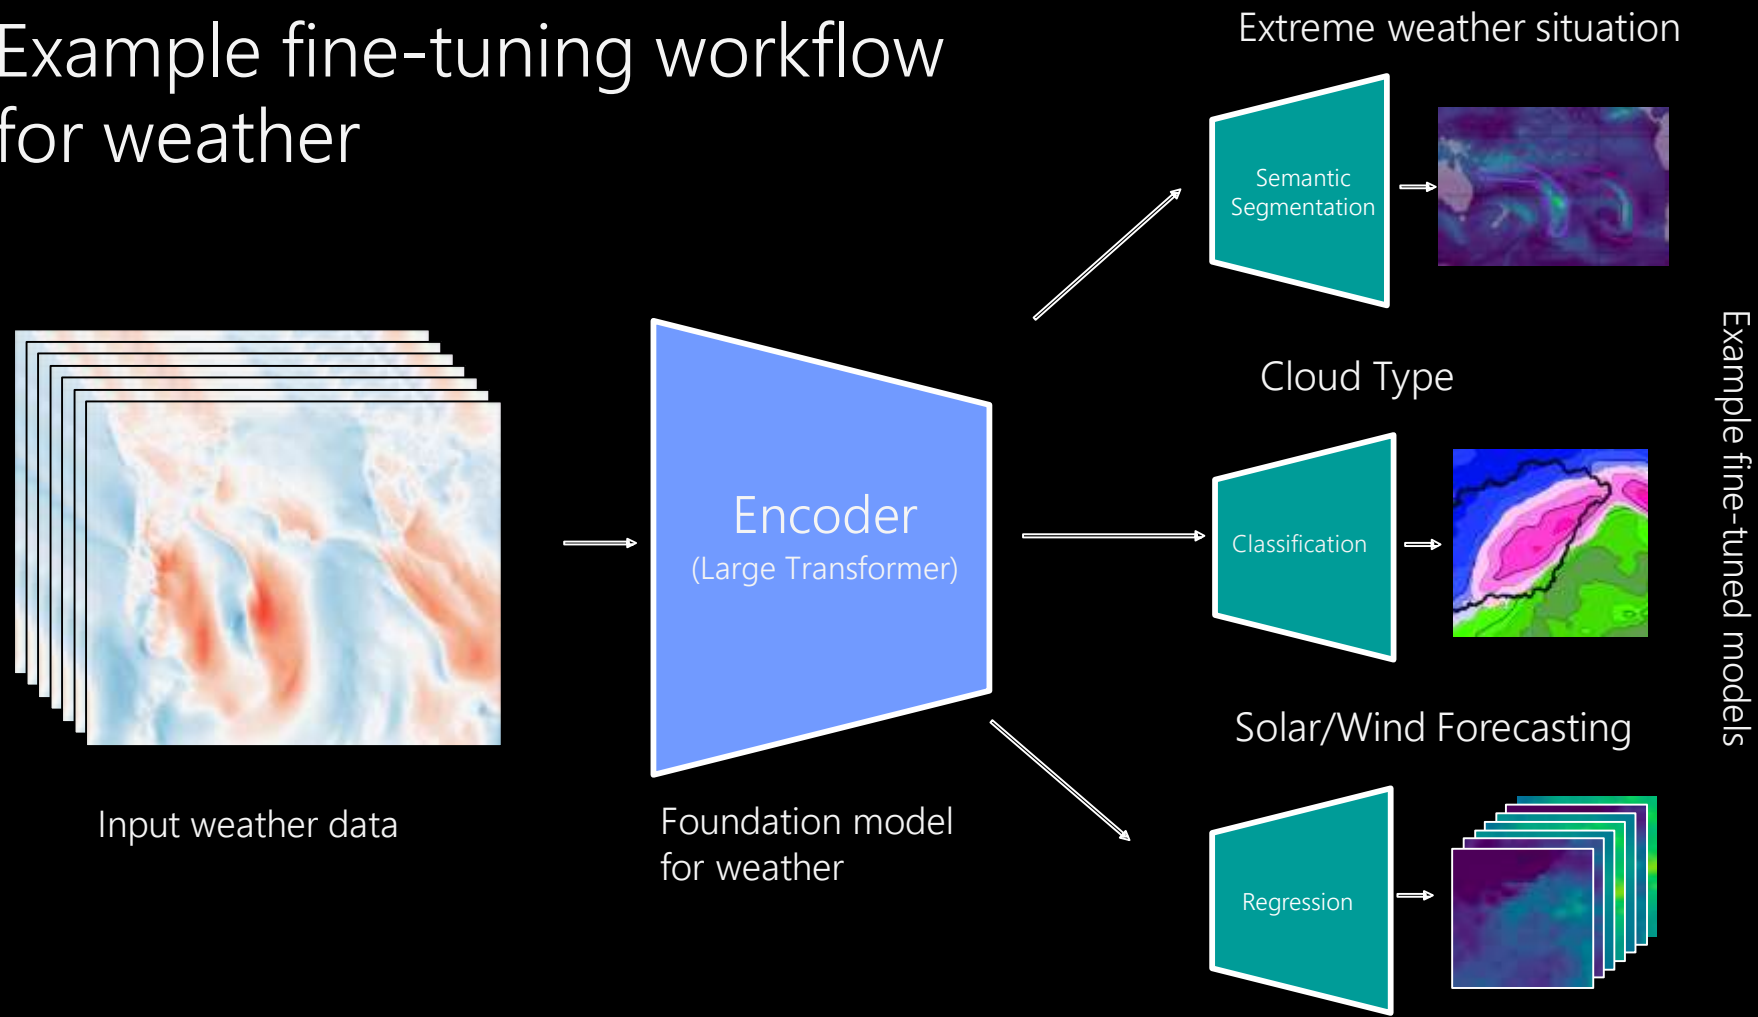 Example fine-tuning workflow
for weather
Input weather data
Encoder
(Large Transformer)
Foundation model
for weather
Extreme weather situation
Semantic
Segmentation
Cloud Type
Classification
Solar/Wind Forecasting
Regression
Example fine-tuned models